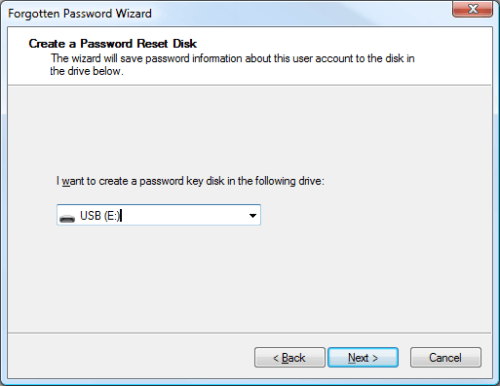 Forgotten Password Wizard
Create a Password Reset Disk
The wizard will save password information about this user account to the disk in
the drive below.
I want to create a password key disk in the following drive:
USB (E:)
< Back
Next >
Cancel